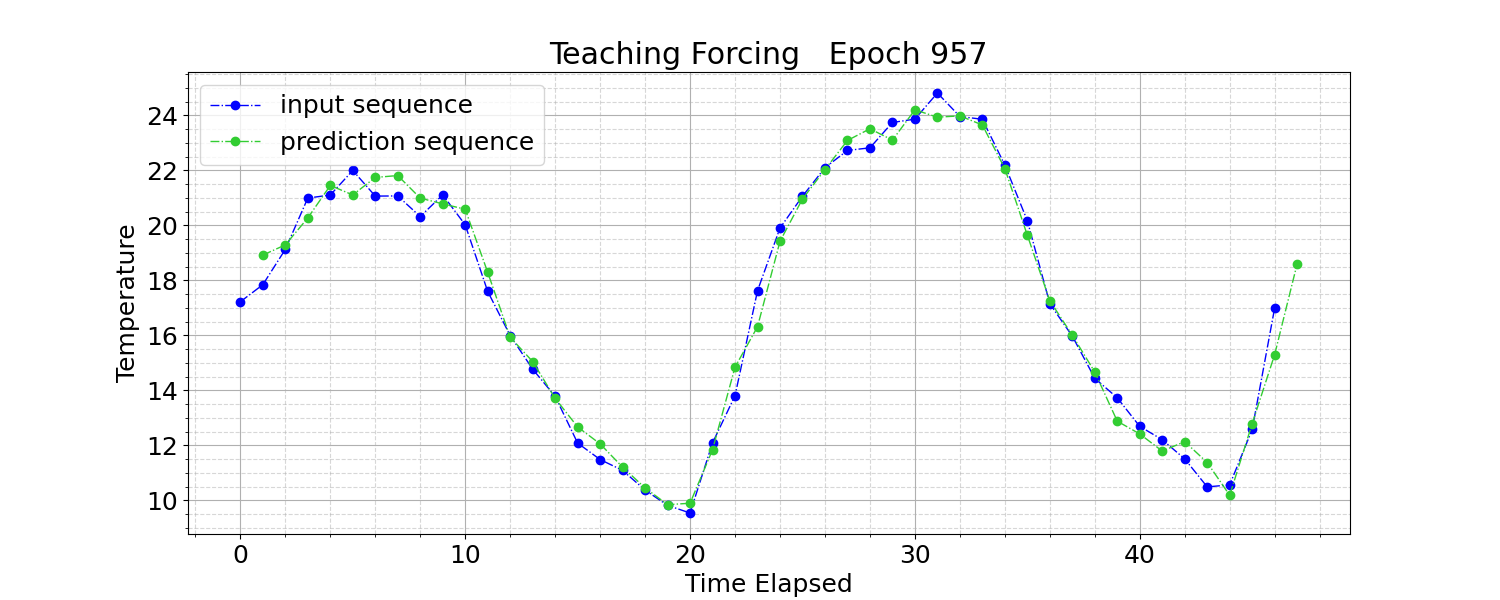 Teaching Forcing   Epoch 957
input sequence
prediction sequence
Temperature
24
22
20
18
16
14
12
10
0 10 20 30 40
Time Elapsed